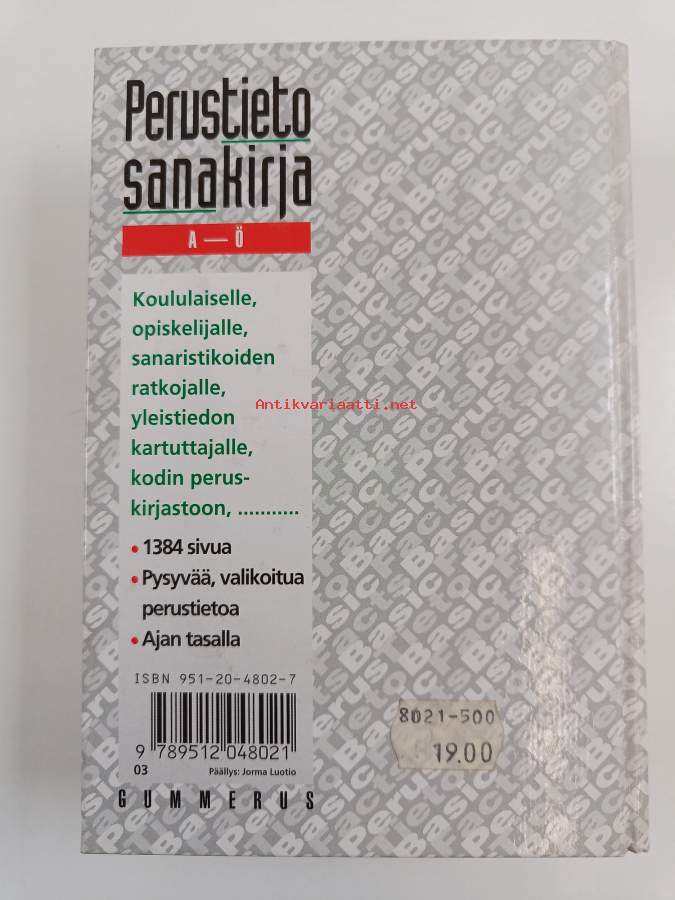 Perustieto
sanakirja
A — Ö
Koululaiselle,
opiskelijalle,
sanaristikoiden
ratkojalle,
yleistiedon
kartuttajalle,
kodin perus-
kirjastoon, ...........
• 1384 sivua
• Pysyvää, valikoitua
perustietoa
• Ajan tasalla
ISBN 951-20-4802-7
9 789512 048021
03 Päällys: Jorma Luotio
GUMMERUS
8021-500
19.00
Antikvariaatti.net